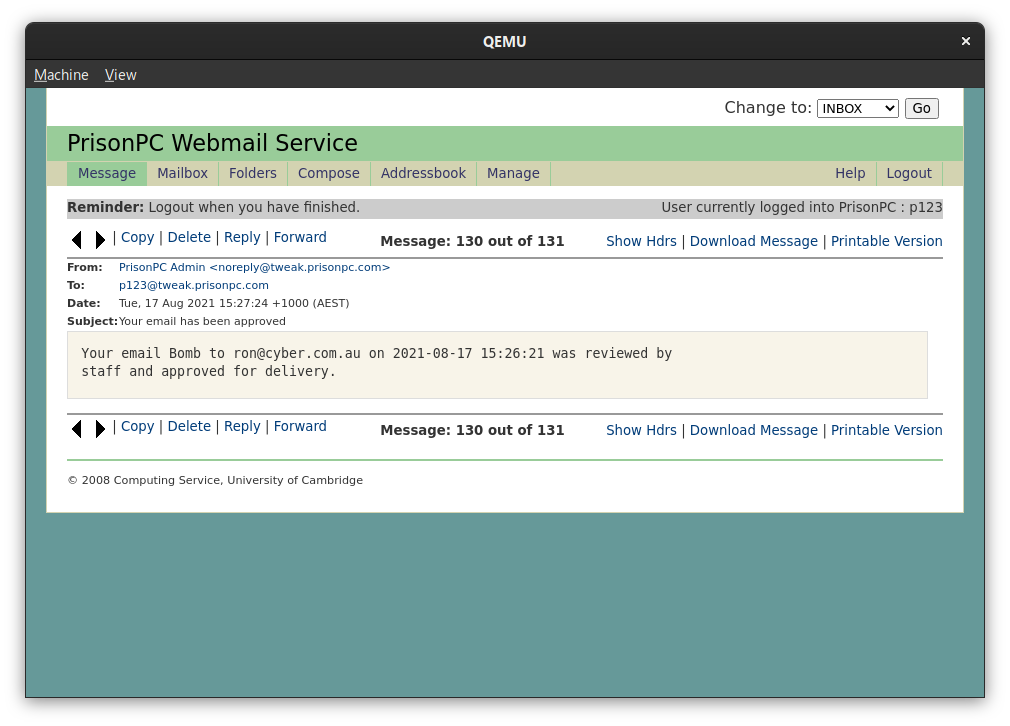 QEMU
×
Machine View
Change to: INBOX Go
PrisonPC Webmail Service
Message Mailbox Folders Compose Addressbook Manage Help Logout
Reminder: Logout when you have finished. User currently logged into PrisonPC : p123
| Copy | Delete | Reply | Forward Message: 130 out of 131 Show Hdrs | Download Message | Printable Version
From: PrisonPC Admin <noreply@tweak.prisonpc.com>
To: p123@tweak.prisonpc.com
Date: Tue, 17 Aug 2021 15:27:24 +1000 (AEST)
Subject: Your email has been approved
Your email Bomb to ron@cyber.com.au on 2021-08-17 15:26:21 was reviewed by
staff and approved for delivery.
| Copy | Delete | Reply | Forward Message: 130 out of 131 Show Hdrs | Download Message | Printable Version
© 2008 Computing Service, University of Cambridge